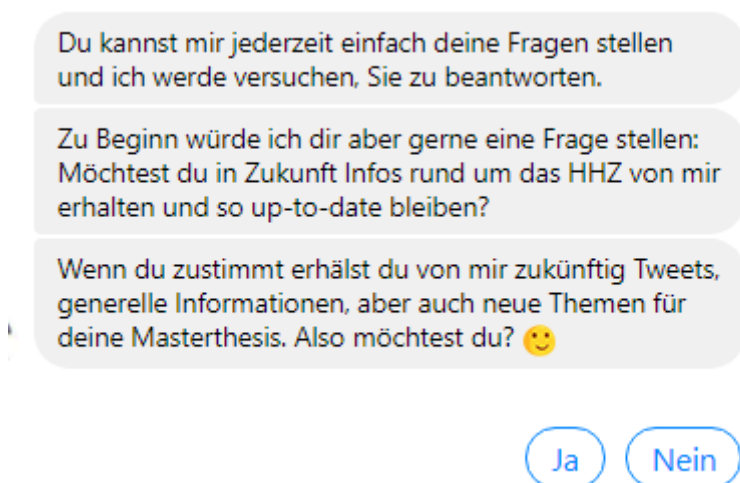 Du kannst mir jederzeit einfach deine Fragen stellen
und ich werde versuchen, Sie zu beantworten.
Zu Beginn würde ich dir aber gerne eine Frage stellen:
Möchtest du in Zukunft Infos rund um das HHZ von mir
erhalten und so up-to-date bleiben?
Wenn du zustimmt erhälst du von mir zukünftig Tweets,
generelle Informationen, aber auch neue Themen für
deine Masterthesis. Also möchtest du? 🙂
Ja Nein